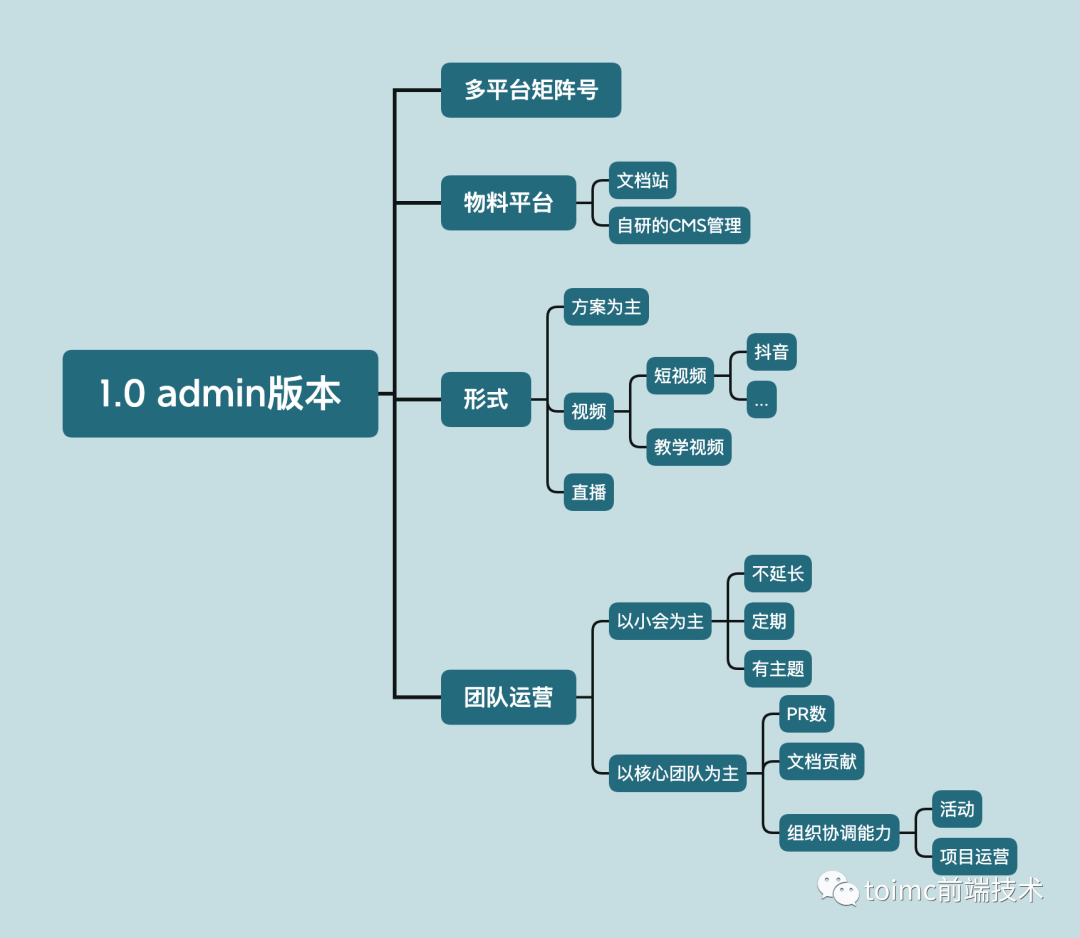 多平台矩阵号
物料平台
文档站
自研的CMS管理
1.0 admin版本
形式
方案为主
视频
短视频
抖音
...
教学视频
直播
团队运营
以小会为主
不延长
定期
有主题
以核心团队为主
PR数
文档贡献
组织协调能力
活动
项目运营
toimc前端技术